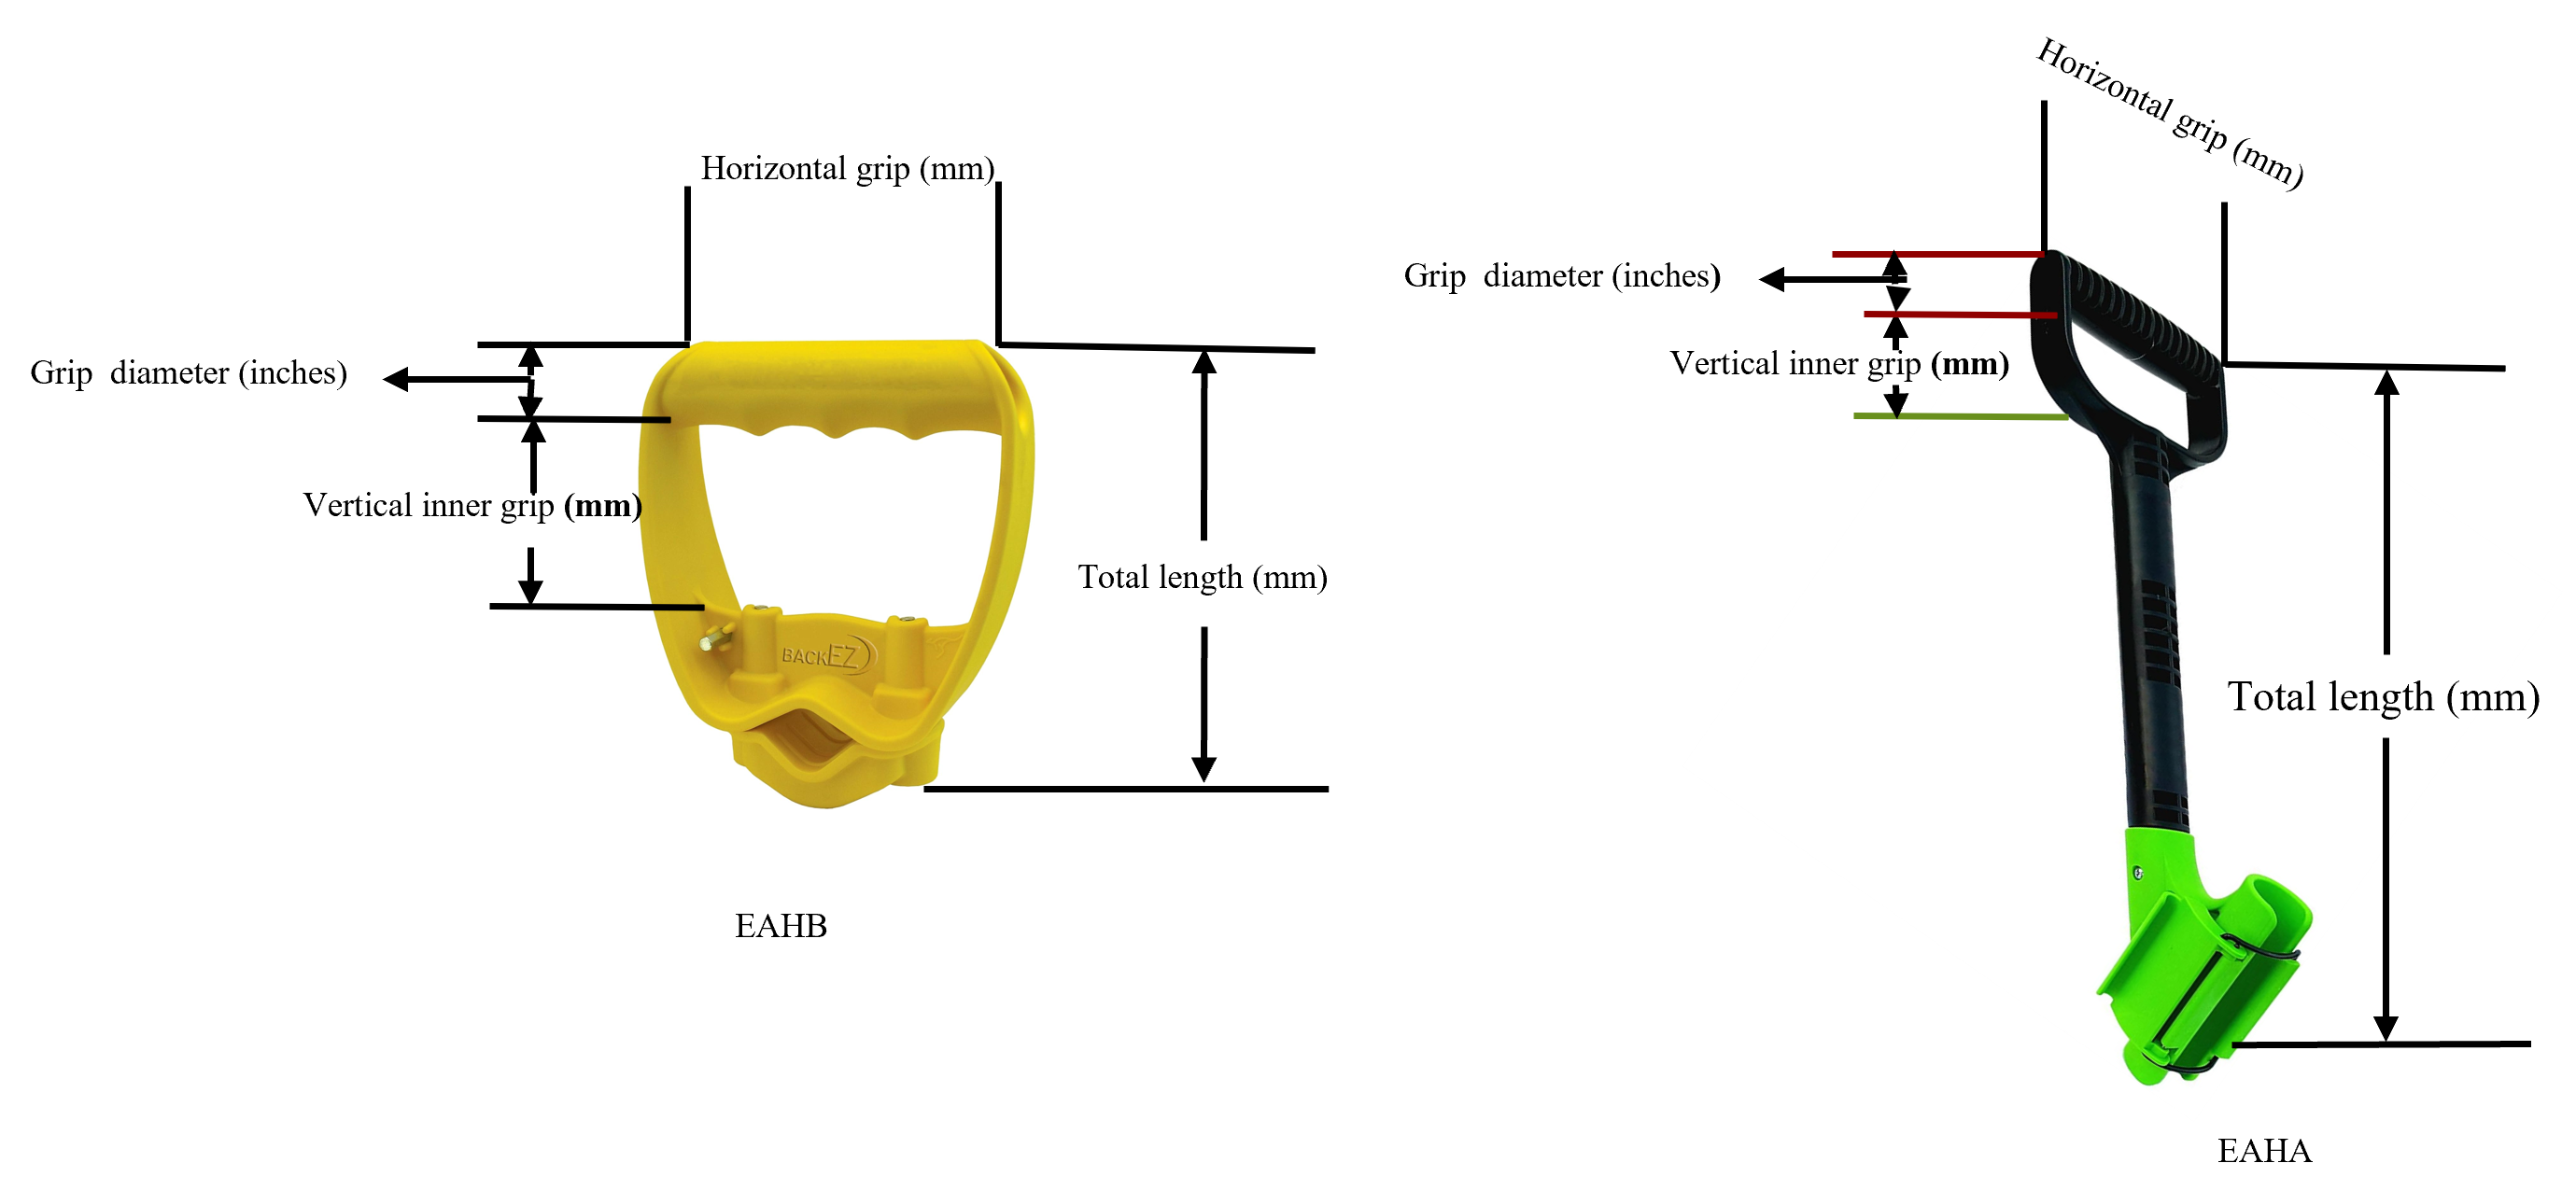 Horizontal grip (mm)
Grip diameter (inches)
Vertical inner grip (mm)
Total length (mm)
BACKEZ
EAHB
Horizontal grip (mm)
Grip diameter (inches)
Vertical inner grip (mm)
Total length (mm)
EAHA